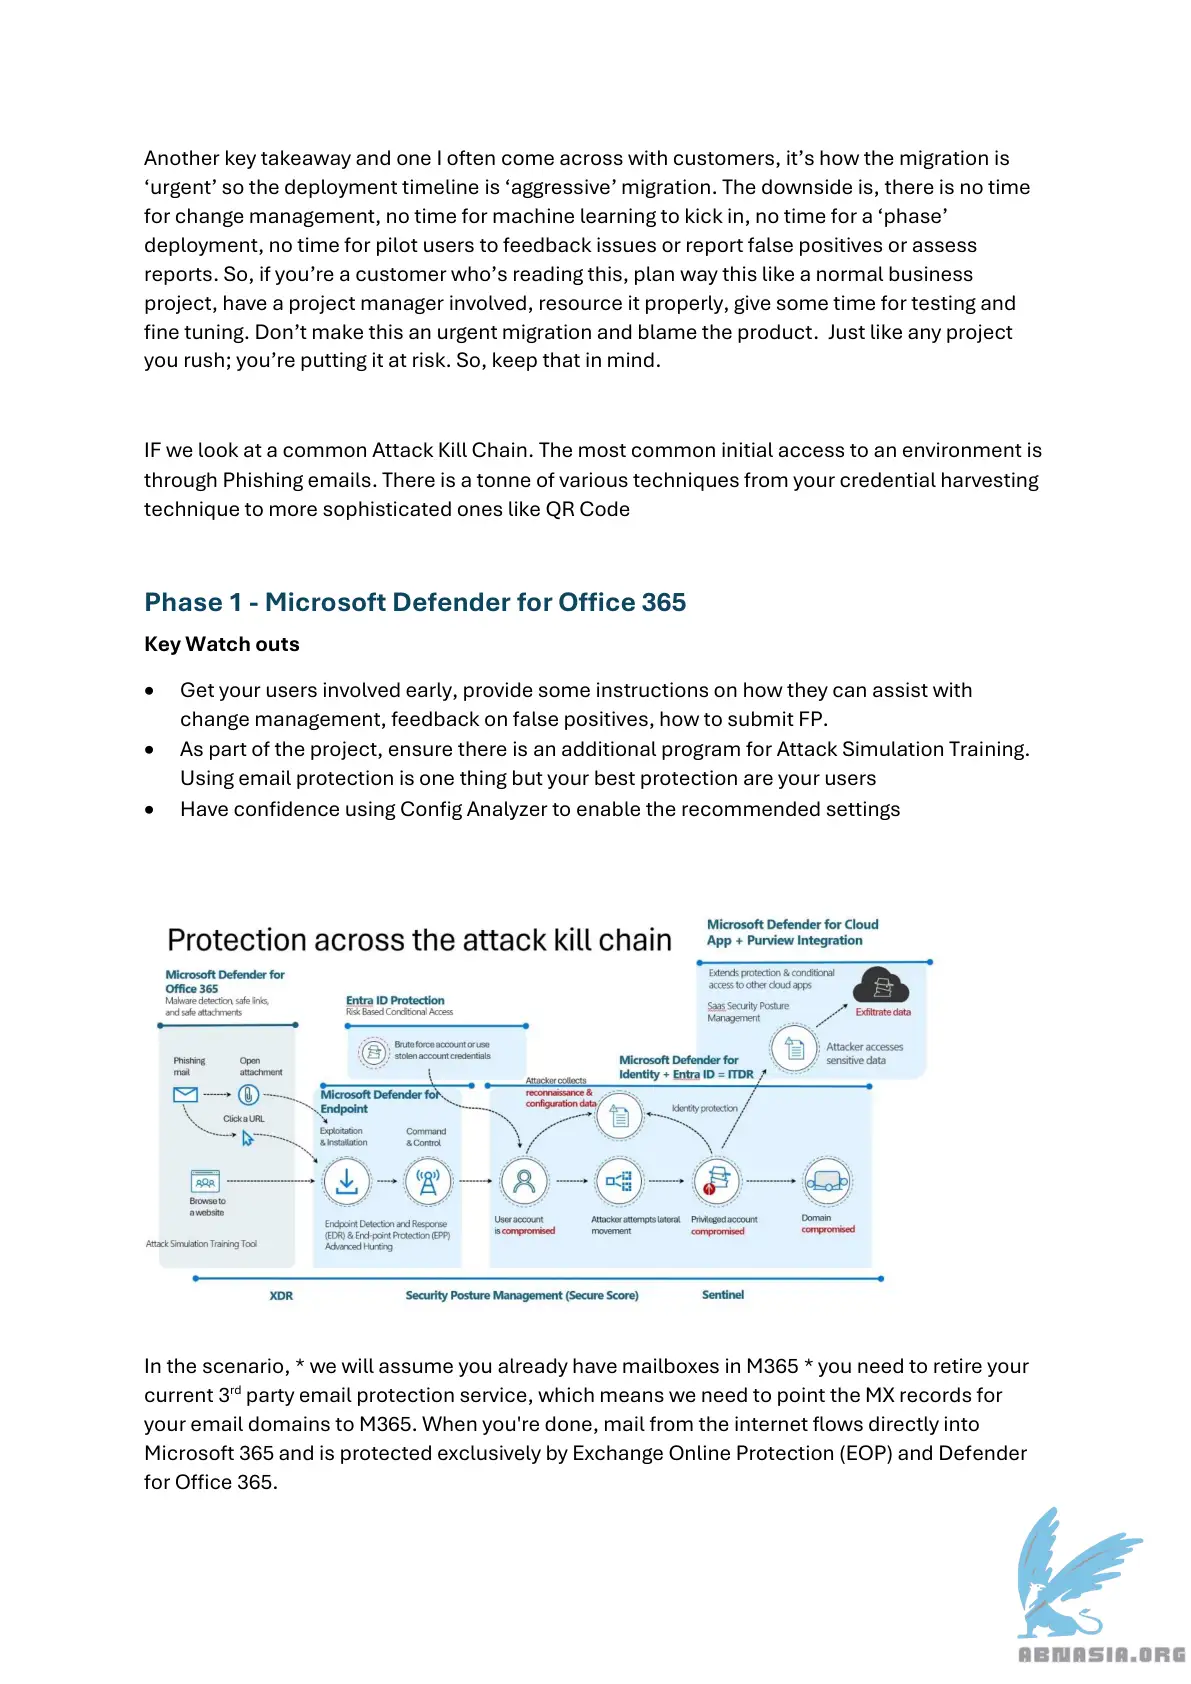 Another key takeaway and one I often come across with customers, it’s how the migration is
‘urgent’ so the deployment timeline is ‘aggressive’ migration. The downside is, there is no time
for change management, no time for machine learning to kick in, no time for a ‘phase’
deployment, no time for pilot users to feedback issues or report false positives or assess
reports. So, if you’re a customer who’s reading this, plan way this like a normal business
project, have a project manager involved, resource it properly, give some time for testing and
fine tuning. Don’t make this an urgent migration and blame the product.  Just like any project
you rush; you’re putting it at risk. So, keep that in mind.
IF we look at a common Attack Kill Chain. The most common initial access to an environment is
through Phishing emails. There is a tonne of various techniques from your credential harvesting
technique to more sophisticated ones like QR Code
Phase 1 - Microsoft Defender for Office 365
Key Watch outs
• Get your users involved early, provide some instructions on how they can assist with
change management, feedback on false positives, how to submit FP.
• As part of the project, ensure there is an additional program for Attack Simulation Training.
Using email protection is one thing but your best protection are your users
• Have confidence using Config Analyzer to enable the recommended settings
Protection across the attack kill chain
Microsoft Defender for Cloud
App + Purview Integration
Extends protection & conditional
access to other cloud apps
SaaS Security Posture
Management
Exfiltrate data
Attacker accesses
sensitive data
Microsoft Defender for
Office 365
Malware detection, safe links,
and safe attachments
Entra ID Protection
Risk Based Conditional Access
Brute force account or use
stolen account credentials
Microsoft Defender for
Identity + Entra ID = ITDR
Phishing
mail
Open
attachment
Click a URL
Browse to
a website
Attack Simulation Training Tool
Microsoft Defender for
Endpoint
Exploitation
& Installation
Command
& Control
Endpoint Detection and Response
(EDR) & End-point Protection (EPP)
Advanced Hunting
Attacker collects
reconnaissance &
configuration data
Identity protection
User account
is compromised
Attacker attempts lateral
movement
Privileged account
compromised
Domain
compromised
XDR
Security Posture Management (Secure Score)
Sentinel
In the scenario, * we will assume you already have mailboxes in M365 * you need to retire your
current 3rd party email protection service, which means we need to point the MX records for
your email domains to M365. When you're done, mail from the internet flows directly into
Microsoft 365 and is protected exclusively by Exchange Online Protection (EOP) and Defender
for Office 365.
ABNASIA.ORG